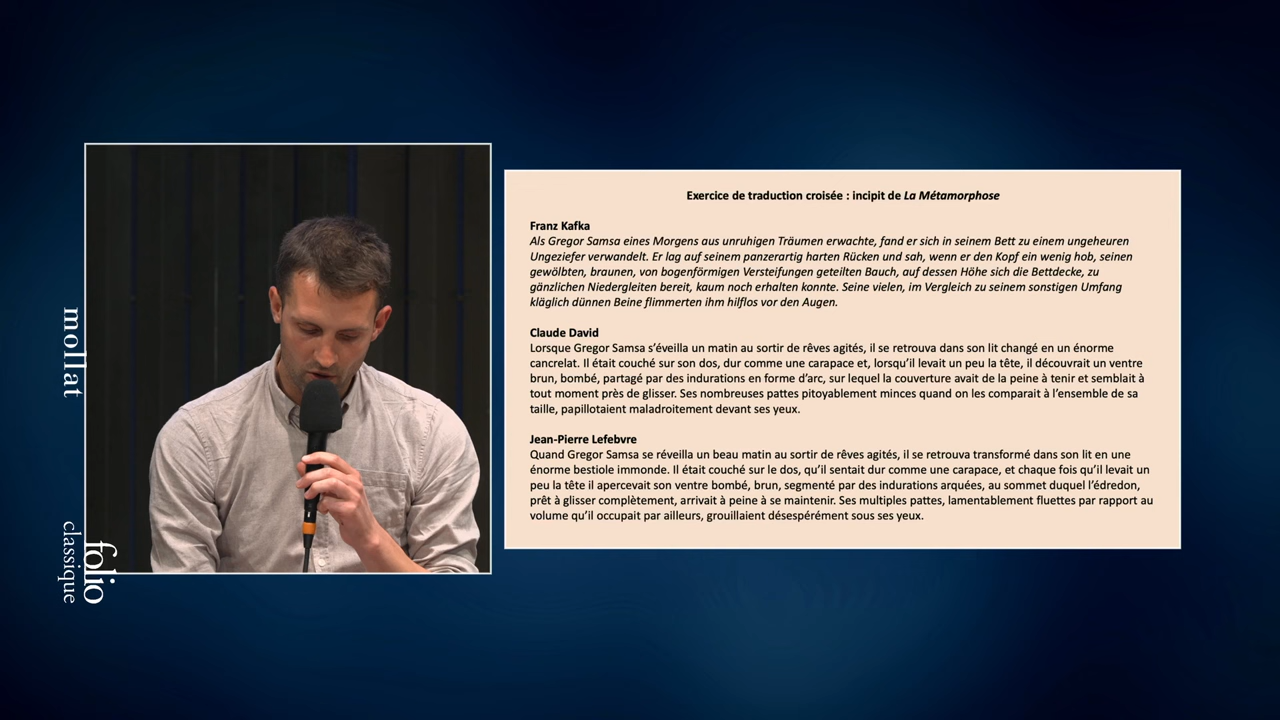 mollat
folio
classique
Exercice de traduction croisée : incipit de La Métamorphose
Franz Kafka
Als Gregor Samsa eines Morgens aus unruhigen Träumen erwachte, fand er sich in seinem Bett zu einem ungeheuren
Ungeziefer verwandelt. Er lag auf seinem panzerartig harten Rücken und sah, wenn er den Kopf ein wenig hob, seinen
gewölbten, braunen, von bogenförmigen Versteifungen geteilten Bauch, auf dessen Höhe sich die Bettdecke, zu
gänzlichen Niedergleiten bereit, kaum noch erhalten konnte. Seine vielen, im Vergleich zu seinem sonstigen Umfang
kläglich dünnen Beine flimmerten ihm hilflos vor den Augen.
Claude David
Lorsque Gregor Samsa s'éveilla un matin au sortir de rêves agités, il se retrouva dans son lit changé en un énorme
cancrelat. Il était couché sur son dos, dur comme une carapace et, lorsqu'il levait un peu la tête, il découvrait un ventre
brun, bombé, partagé par des indurations en forme d'arc, sur lequel la couverture avait de la peine à tenir et semblait à
tout moment près de glisser. Ses nombreuses pattes pitoyablement minces quand on les comparait à l'ensemble de sa
taille, papillotaient maladroitement devant ses yeux.
Jean-Pierre Lefebvre
Quand Gregor Samsa se réveilla un beau matin au sortir de rêves agités, il se retrouva transformé dans son lit en une
énorme bestiole immonde. Il était couché sur le dos, qu'il sentait dur comme une carapace, et chaque fois qu'il levait un
peu la tête il apercevait son ventre bombé, brun, segmenté par des indurations arquées, au sommet duquel l'édredon,
prêt à glisser complètement, arrivait à peine à se maintenir. Ses multiples pattes, lamentablement fluettes par rapport au
volume qu'il occupait par ailleurs, grouillaient désespérément sous ses yeux.